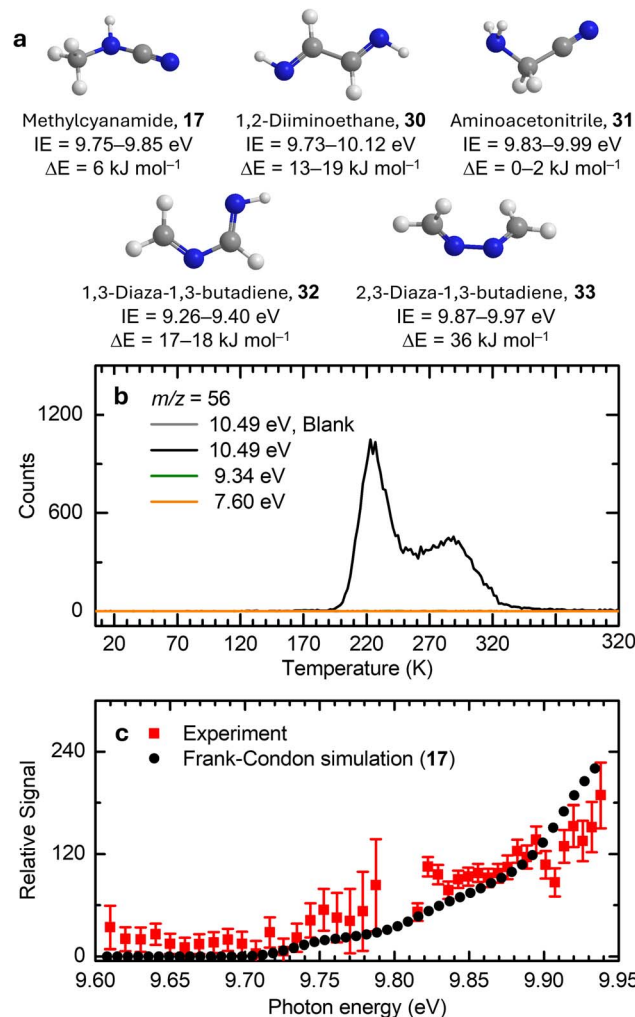 a
Methylcyanamide, 17
IE = 9.75–9.85 eV
ΔE = 6 kJ mol⁻¹
1,2-Diiminoethane, 30
IE = 9.73–10.12 eV
ΔE = 13–19 kJ mol⁻¹
Aminoacetonitrile, 31
IE = 9.83–9.99 eV
ΔE = 0–2 kJ mol⁻¹
1,3-Diaza-1,3-butadiene, 32
IE = 9.26–9.40 eV
ΔE = 17–18 kJ mol⁻¹
2,3-Diaza-1,3-butadiene, 33
IE = 9.87–9.97 eV
ΔE = 36 kJ mol⁻¹
b
m/z = 56
10.49 eV, Blank
10.49 eV
9.34 eV
7.60 eV
Counts
1200
600
0
20 70 120 170 220 270 320 320
Temperature (K)
c
Experiment
Frank-Condon simulation (17)
Relative Signal
240
120
0
9.60 9.65 9.70 9.75 9.80 9.85 9.90 9.95
Photon energy (eV)